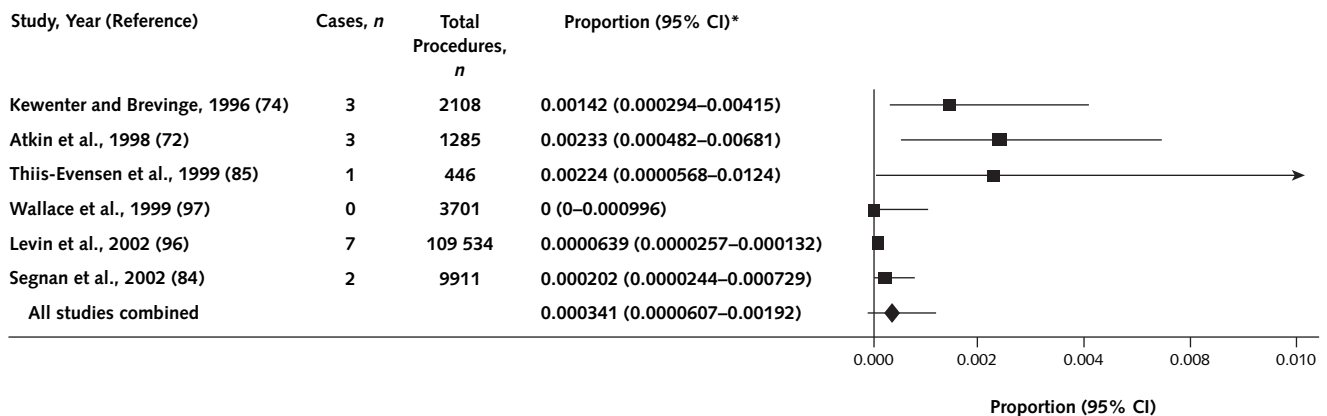 Study, Year (Reference) Cases, n Total Procedures, n Proportion (95% CI)*
Kewenter and Brevinge, 1996 (74) 3 2108 0.00142 (0.000294–0.00415)
Atkin et al., 1998 (72) 3 1285 0.00233 (0.000482–0.00681)
Thiis-Evensen et al., 1999 (85) 1 446 0.00224 (0.0000568–0.0124)
Wallace et al., 1999 (97) 0 3701 0 (0–0.000996)
Levin et al., 2002 (96) 7 109 534 0.0000639 (0.0000257–0.000132)
Segnan et al., 2002 (84) 2 9911 0.000202 (0.0000244–0.000729)
All studies combined 0.000341 (0.0000607–0.00192)
0.000 0.002 0.004 0.008 0.010
Proportion (95% CI)